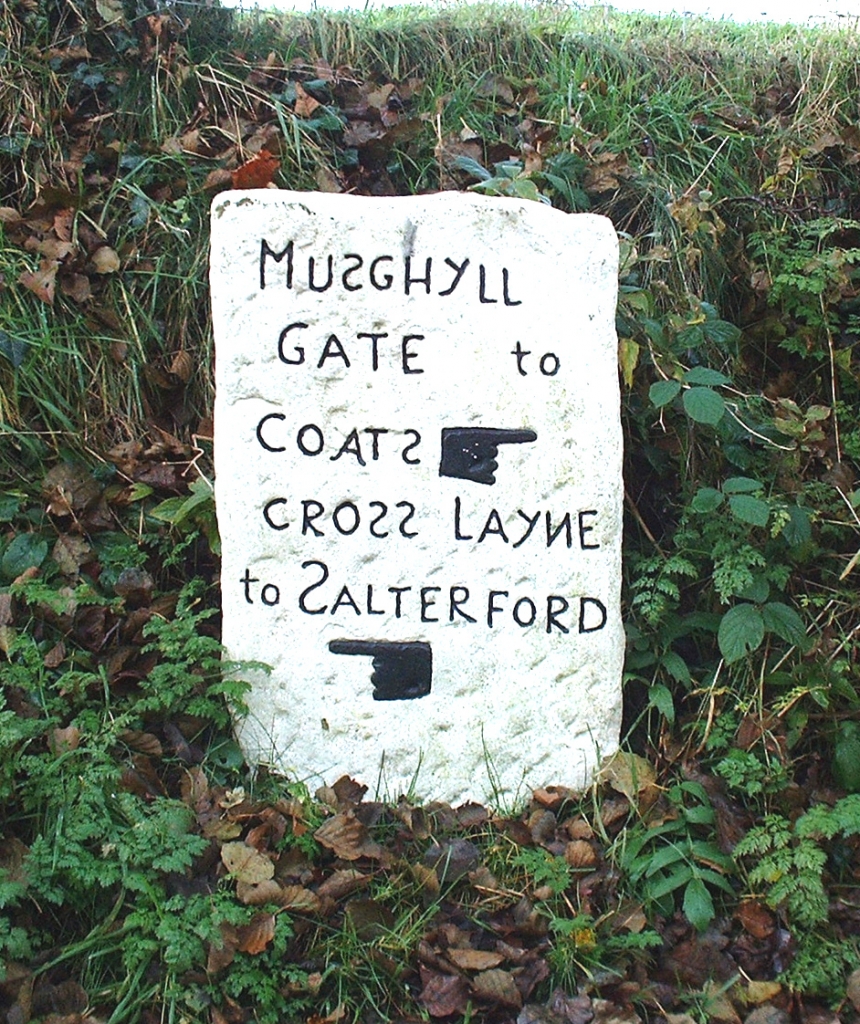 MUSGHYLL
GATE to
COATS
CROSS LAYNE
to SALTERFORD